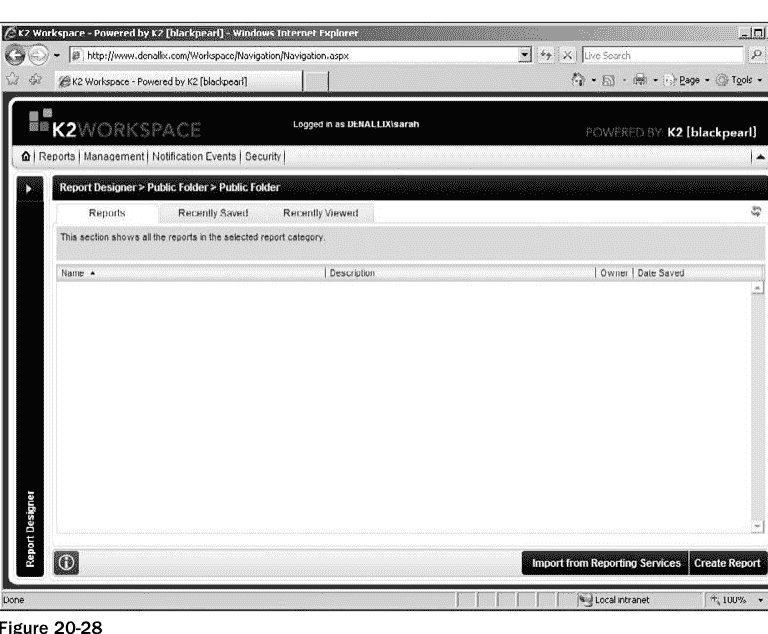 K2 Workspace - Powered by K2 [blackpearl] - Windows Internet Explorer
http://www.denallix.com/Workspace/Navigation/Navigation.aspx
Live Search
K2 Workspace - Powered by K2 [blackpearl]
Page
Tools
K2WORKSPACE
Logged in as DENALLIX\sarah
POWERED BY K2 [blackpearl]
Reports | Management | Notification Events | Security |
Report Designer > Public Folder > Public Folder
Reports
Recently Saved
Recently Viewed
This section shows all the reports in the selected report category.
Name
Description
Owner
Date Saved
Report Designer
Import from Reporting Services
Create Report
Done
Local intranet
100%
Figure 20-28